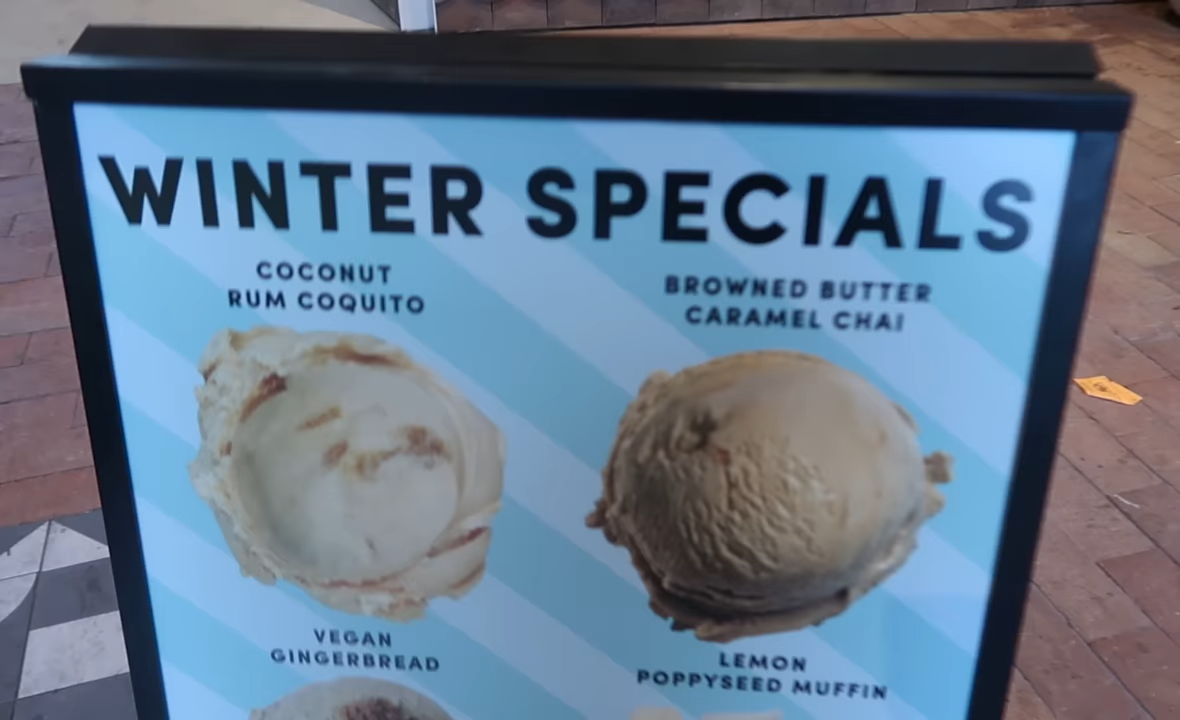 WINTER SPECIALS
COCONUT
RUM COQUITO
BROWNED BUTTER
CARAMEL CHAI
VEGAN
GINGERBREAD
LEMON
POPPYSEED MUFFIN